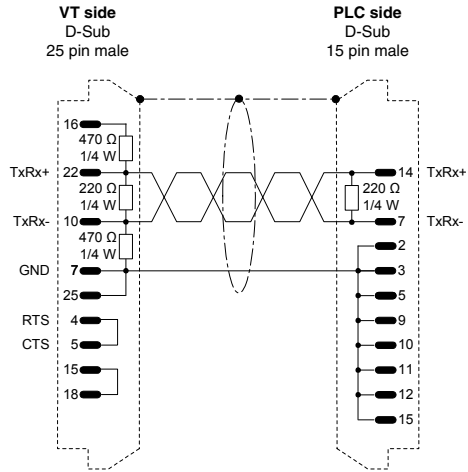 VT side
D-Sub
25 pin male
PLC side
D-Sub
15 pin male
16
470 Ω
1/4 W
TxRx+ 22
14 TxRx+
220 Ω
1/4 W
220 Ω
1/4 W
TxRx- 10
7 TxRx-
470 Ω
1/4 W
2
GND 7
3
25
5
RTS 4
9
CTS 5
10
15
11
18
12
15